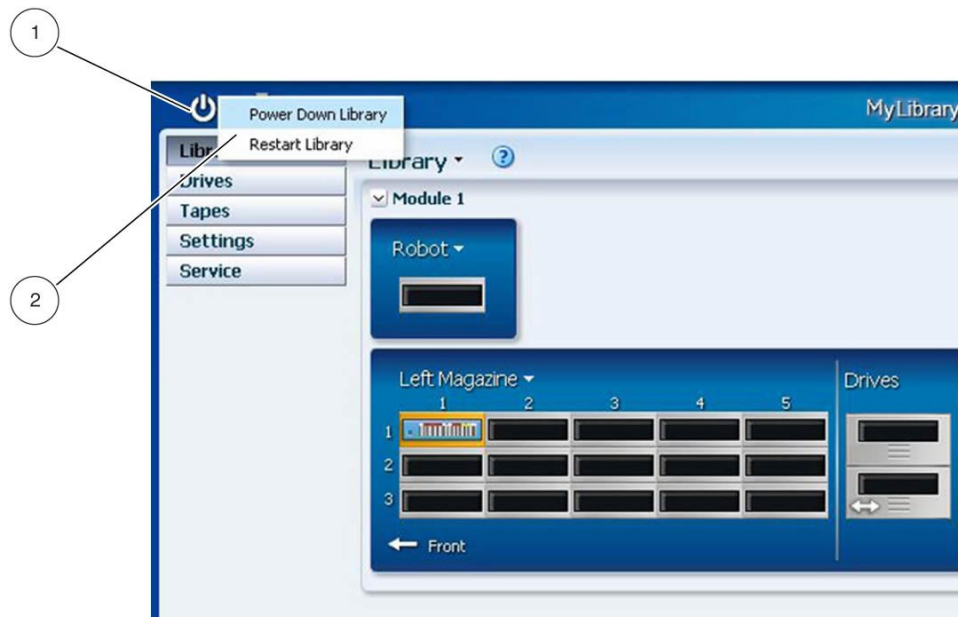 1
MyLibrary
Power Down Library
Restart Library
Library
Drives
Tapes
Settings
Service
Library
Module 1
2
Robot
Left Magazine
Drives
1 2 3 4 5
1
2
3
Front